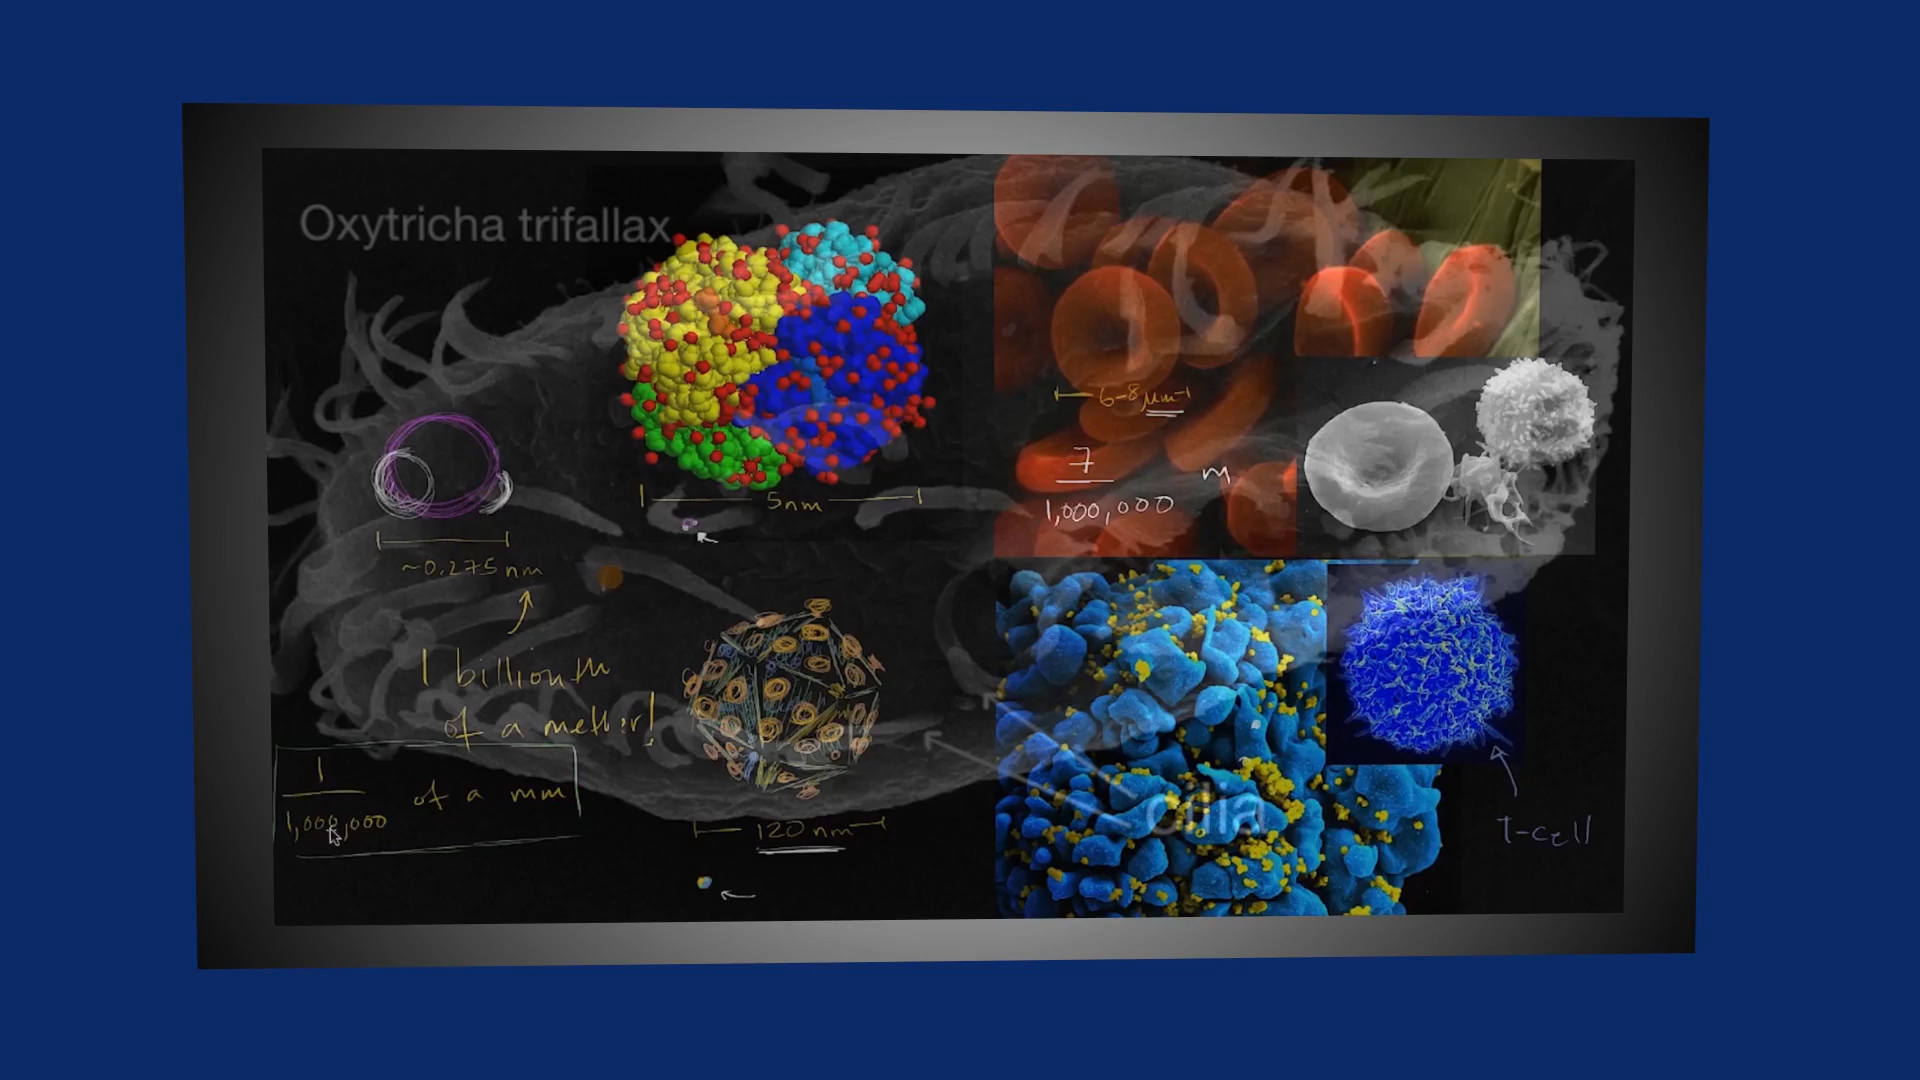 Oxytricha trifallax
6-8 μm
7
1,000,000
m
5nm
~0.275 nm
1 billionth
of a meter!
1
1,000,000
of a mm
120 nm
cilia
t-cell